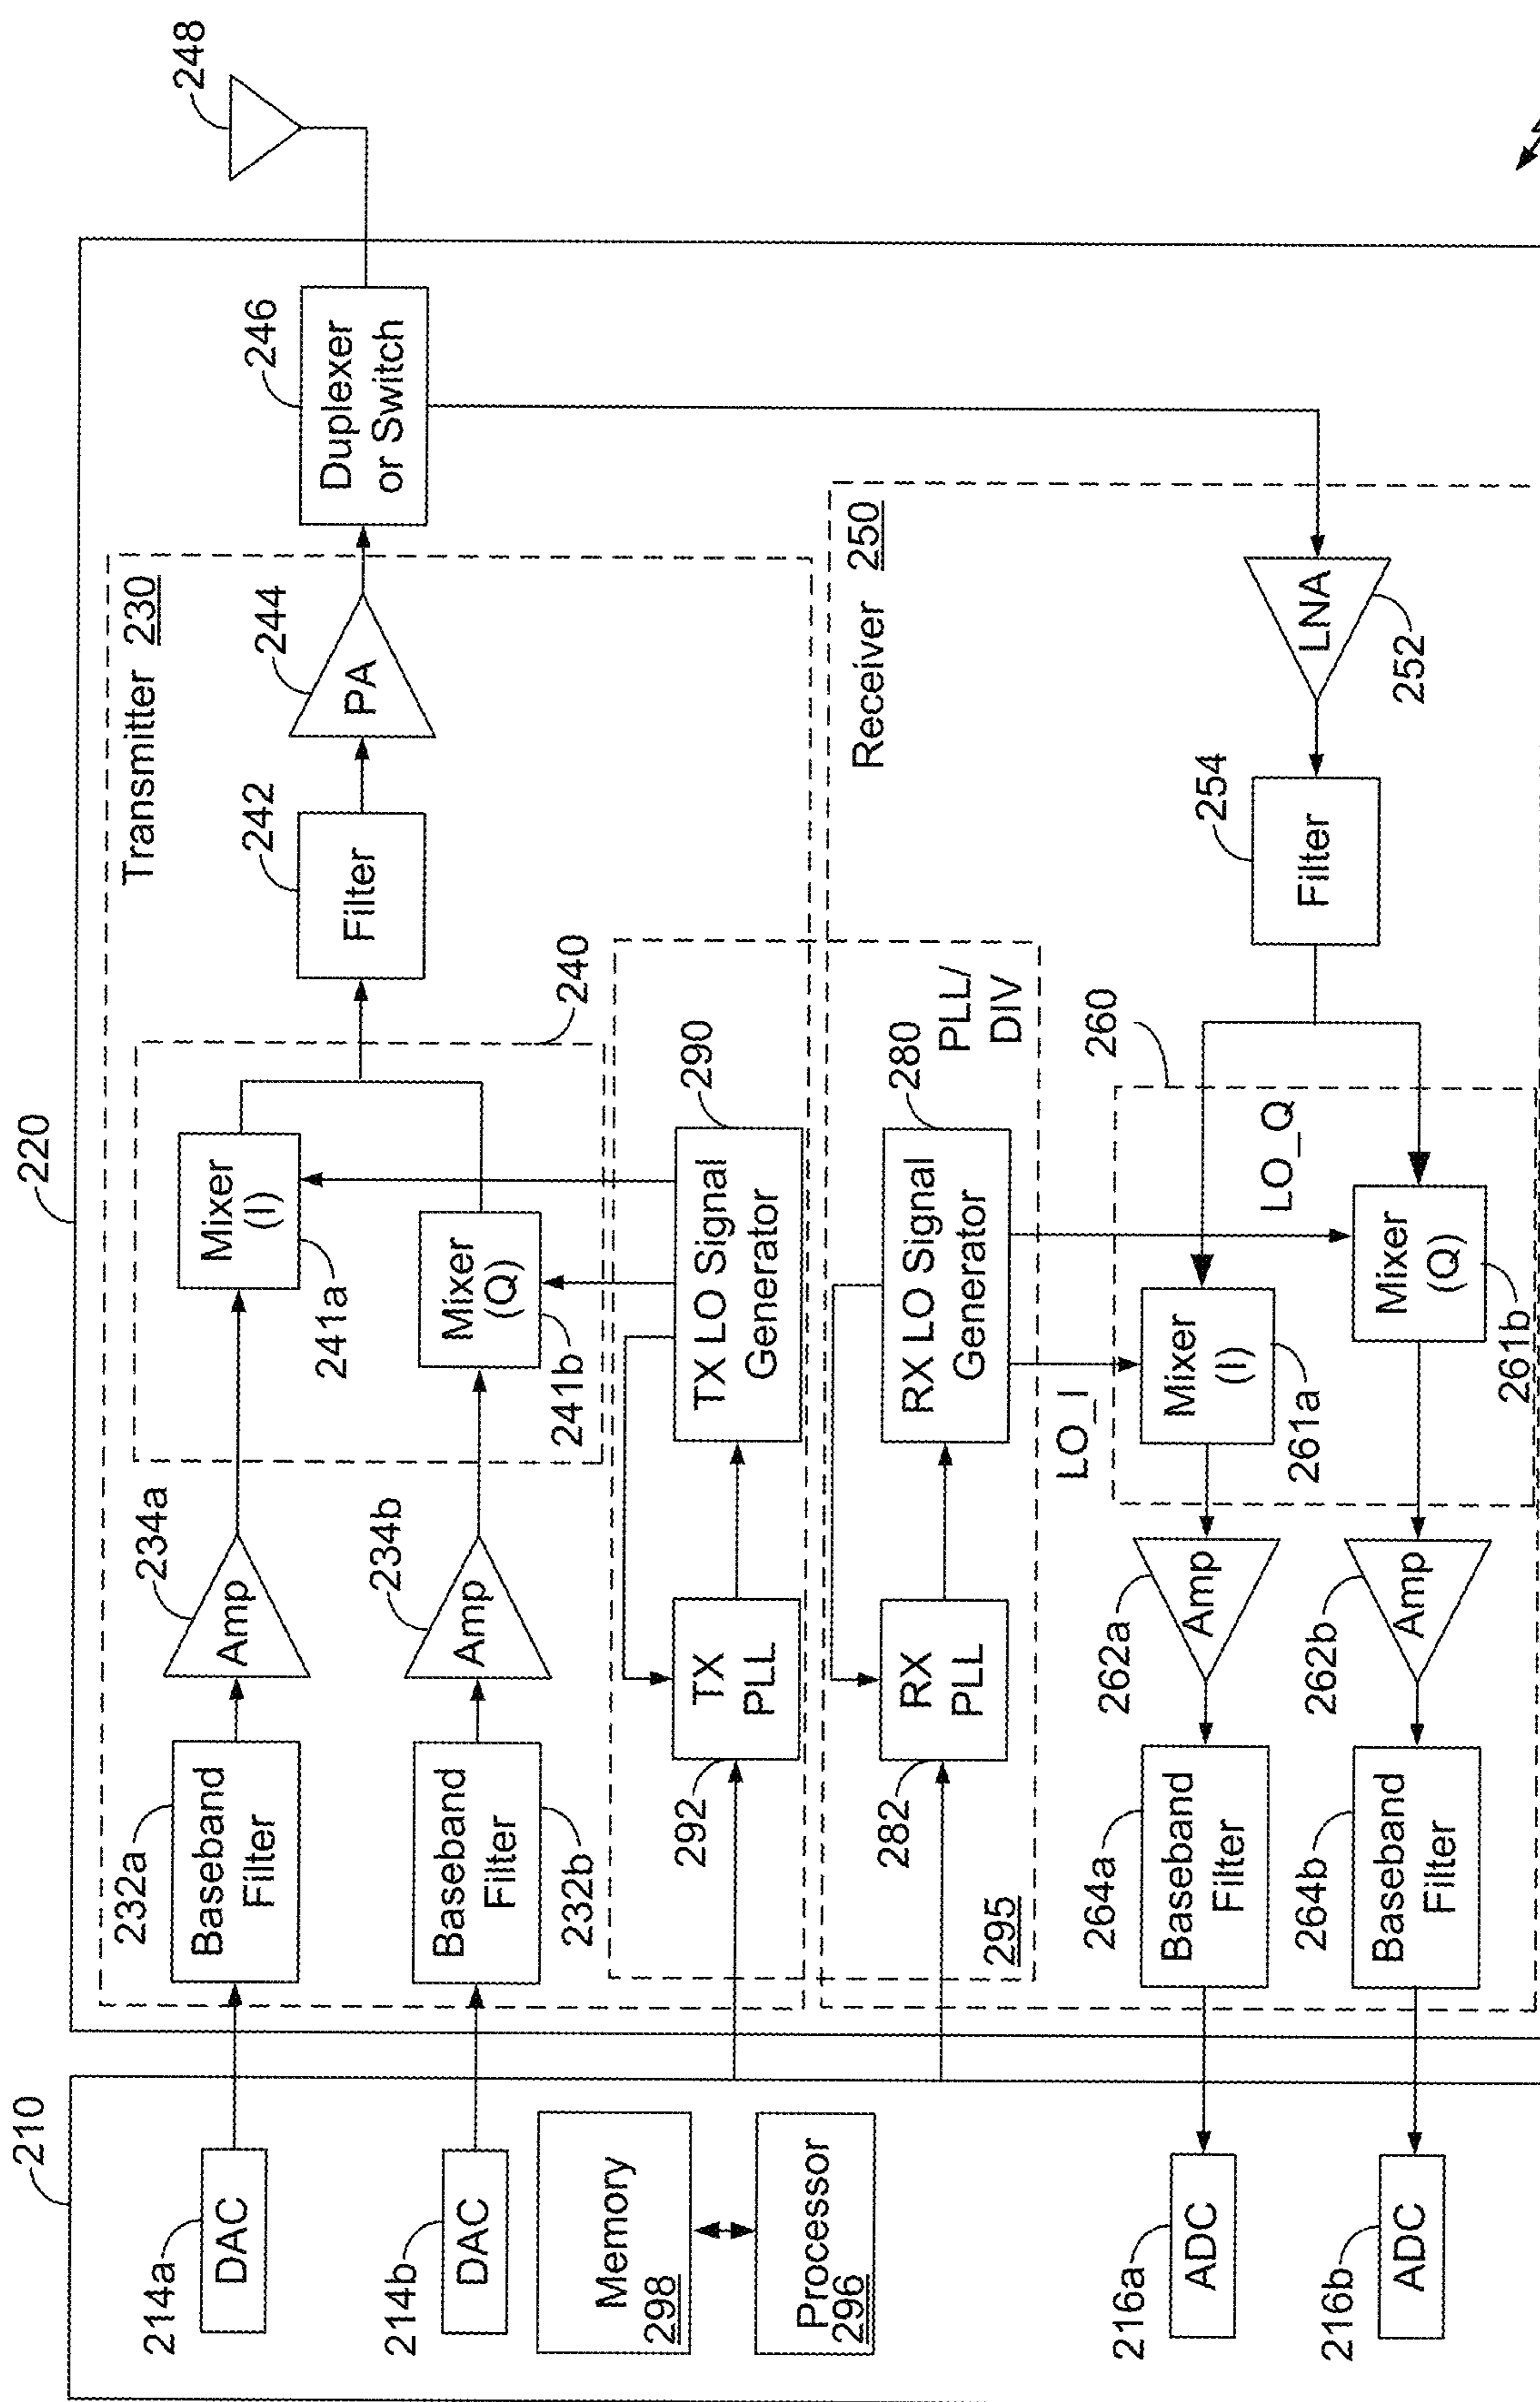 210
220
214a
DAC
232a
Baseband
Filter
234a
Amp
Mixer
(I)
241a
240
Filter
242
Transmitter 230
PA
244
Duplexer
or Switch
246
248
214b
DAC
Baseband
Filter
232b
234b
Amp
Mixer
(Q)
241b
Memory
298
Processor
296
292
TX
PLL
TX LO Signal
Generator
290
282
RX
PLL
RX LO Signal
Generator
280
PLL/
DIV
295
Receiver 250
LO_I
LO_Q
260
216a
ADC
264a
Baseband
Filter
262a
Amp
Mixer
(I)
261a
Filter
254
LNA
252
216b
ADC
264b
Baseband
Filter
262b
Amp
Mixer
(Q)
261b